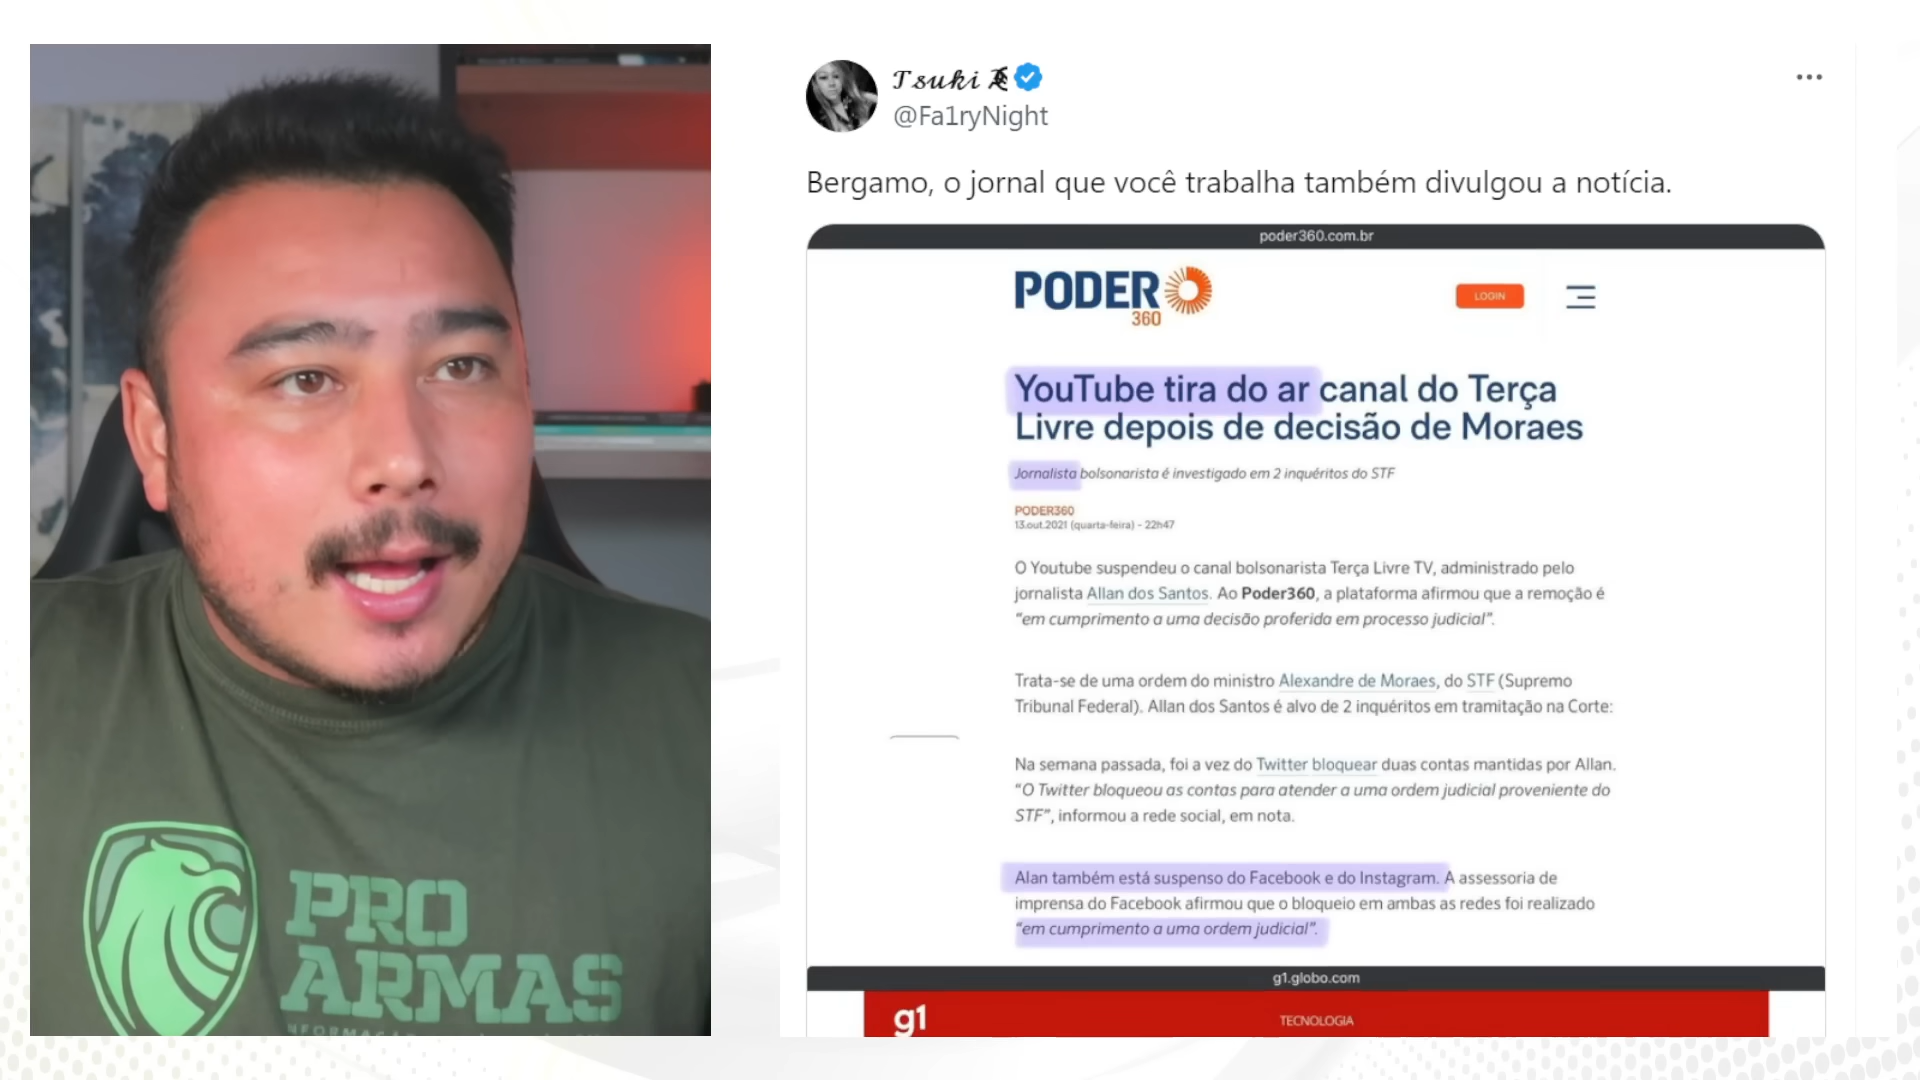 PRO
ARMAS
Tsuki
@Fa1ryNight
Bergamo, o jornal que você trabalha também divulgou a notícia.
poder360.com.br
PODER
360
LOGIN
YouTube tira do ar canal do Terça
Livre depois de decisão de Moraes
Jornalista bolsonarista é investigado em 2 inquéritos do STF
PODER360
13.out.2021 (quarta-feira) - 22h47
O Youtube suspendeu o canal bolsonarista Terça Livre TV, administrado pelo
jornalista Allan dos Santos. Ao Poder360, a plataforma afirmou que a remoção é
“em cumprimento a uma decisão proferida em processo judicial”.
Trata-se de uma ordem do ministro Alexandre de Moraes, do STF (Supremo
Tribunal Federal). Allan dos Santos é alvo de 2 inquéritos em tramitação na Corte:
Na semana passada, foi a vez do Twitter bloquear duas contas mantidas por Allan.
“O Twitter bloqueou as contas para atender a uma ordem judicial proveniente do
STF”, informou a rede social, em nota.
Alan também está suspenso do Facebook e do Instagram. A assessoria de
imprensa do Facebook afirmou que o bloqueio em ambas as redes foi realizado
“em cumprimento a uma ordem judicial”.
g1.globo.com
g1
TECNOLOGIA